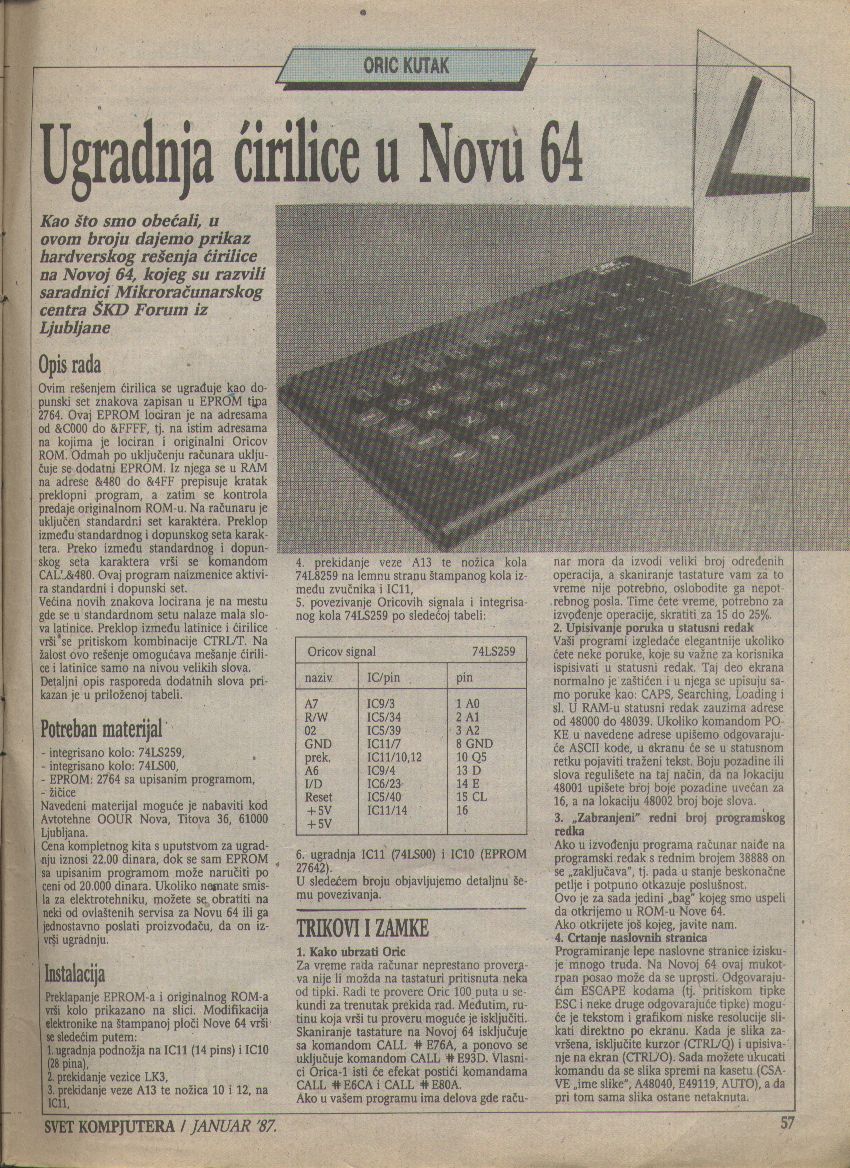 ORIC KUTAK
Ugradnja ćirilice u Novu 64
Kao što smo obećali, u
ovom broju dajemo prikaz
hardverskog rešenja ćirilice
na Novoj 64, kojeg su razvili
saradnici Mikroračunarskog
centra ŠKD Forum iz
Ljubljane
Opis rada
Ovim rešenjem ćirilica se ugrađuje kao do-
punski set znakova zapisan u EPROM tipa
2764. Ovaj EPROM lociran je na adresama
od &C000 do &FFFF, tj. na istim adresama
na kojima je lociran i originalni Oricov
ROM. Odmah po uključenju računara uklju-
čuje se dodatni EPROM. Iz njega se u RAM
na adrese &480 do &4FF prepisuje kratak
preklopni program, a zatim se kontrola
predaje originalnom ROM-u. Na računaru je
uključen standardni set karaktera. Preklop
između standardnog i dopunskog seta karak-
tera. Preko između standardnog i dopun-
skog seta karaktera vrši se komandom
CAL'.&480. Ovaj program naizmenice aktivi-
ra standardni i dopunski set.
Većina novih znakova locirana je na mestu
gde se u standardnom setu nalaze mala slo-
va latinice. Preklop između latinice i ćirilice
vrši se pritiskom kombinacije CTRL/T. Na
žalost ovo rešenje omogućava mešanje ćirili-
ce i latinice samo na nivou velikih slova.
Detaljni opis rasporeda dodatnih slova pri-
kazan je u priloženoj tabeli.
Potreban materijal
- integrisano kolo: 74LS259,
- integrisano kolo: 74LS00,
- EPROM: 2764 sa upisanim programom,
- žičice
Navedeni materijal moguće je nabaviti kod
Avtotehne OOUR Nova, Titova 36, 61000
Ljubljana.
Cena kompletnog kita s uputstvom za ugrad-
nju iznosi 22.00 dinara, dok se sam EPROM
sa upisanim programom može naručiti po
ceni od 20.000 dinara. Ukoliko nemate smis-
la za elektrotehniku, možete se obratiti na
neki od ovlaštenih servisa za Novu 64 ili ga
jednostavno poslati proizvođaču, da on iz-
vrši ugradnju.
Instalacija
Preklapanje EPROM-a i originalnog ROM-a
vrši kolo prikazano na slici. Modifikacija
elektronike na štampanoj ploči Nove 64 vrši
se sledećim putem:
1. ugradnja podnožja na IC11 (14 pins) i IC10
(28 pina),
2. prekidanje vezice LK3,
3. prekidanje veze A13 te nožica 10 i 12, na
IC11,
4. prekidanje veze A13 te nožica kola
74L8259 na lemnu stranu štampanog kola iz-
među zvučnika i IC11,
5. povezivanje Oricovih signala i integrisa-
nog kola 74LS259 po sledećoj tabeli:
Oricov signal 74LS259
naziv IC/pin pin
A7 IC9/3 1 A0
R/W IC5/34 2 A1
02 IC5/39 3 A2
GND IC11/7 8 GND
prek. IC11/10,12 10 Q5
A6 IC9/4 13 D
I/D IC6/23 14 E
Reset IC5/40 15 CL
+5V IC11/14 16
+5V
6. ugradnja IC11 (74LS00) i IC10 (EPROM
27642).
U sledećem broju objavljujemo detaljnu še-
mu povezivanja.
TRIKOVI I ZAMKE
1. Kako ubrzati Oric
Za vreme rada računar neprestano provera-
va nije li možda na tastaturi pritisnuta neka
od tipki. Radi te provere Oric 100 puta u se-
kundi za trenutak prekida rad. Međutim, ru-
tinu koja vrši tu proveru moguće je isključiti.
Skaniranje tastature na Novoj 64 isključuje
sa komandom CALL # E76A, a ponovo se
uključuje komandom CALL # E93D. Vlasni-
ci Orica-1 isti će efekat postići komandama
CALL # E6CA i CALL # E80A.
Ako u vašem programu ima delova gde raču-
nar mora da izvodi veliki broj određenih
operacija, a skaniranje tastature vam za to
vreme nije potrebno, oslobodite ga nepot-
rebnog posla. Time ćete vreme, potrebno za
izvođenje operacije, skratiti za 15 do 25%.
2. Upisivanje poruka u statusni redak
Vaši programi izgledaće elegantnije ukoliko
ćete neke poruke, koje su važne za korisnika
ispisivati u statusni redak. Taj deo ekrana
normalno je zaštićen i u njega se upisuju sa-
mo poruke kao: CAPS, Searching, Loading i
sl. U RAM-u statusni redak zauzima adrese
od 48000 do 48039. Ukoliko komandom PO-
KE u navedene adrese upišemo odgovaraju-
će ASCII kode, u ekranu će se u statusnom
retku pojaviti traženi tekst. Boju pozadine ili
slova regulišete na taj način, da na lokaciju
48001 upišete broj boje pozadine uvećan za
16, a na lokaciju 48002 broj boje slova.
3. „Zabranjeni" redni broj programskog
redka
Ako u izvođenju programa računar naiđe na
programski redak s rednim brojem 38888 on
se „zaključava", tj. pada u stanje beskonačne
petlje i potpuno otkazuje poslušnost.
Ovo je za sada jedini „bag" kojeg smo uspeli
da otkrijemo u ROM-u Nove 64.
Ako otkrijete još kojeg, javite nam.
4. Crtanje naslovnih stranica
Programiranje lepe naslovne stranice izisku-
je mnogo truda. Na Novoj 64 ovaj mukot-
rpan posao može da se uprosti. Odgovaraju-
ćim ESCAPE kodama (tj. pritiskom tipke
ESC i neke druge odgovarajuće tipke) mogu-
će je tekstom i grafikom niske rezolucije sli-
kati direktno po ekranu. Kada je slika za-
vršena, isključite kurzor (CTRL/Q) i upisiva-
nje na ekran (CTRL/O). Sada možete ukucati
komandu da se slika spremi na kasetu (CSA-
VE „ime slike", A48040, E49119, AUTO), a da
pri tom sama slika ostane netaknuta.
SVET KOMPJUTERA / JANUAR '87.
57